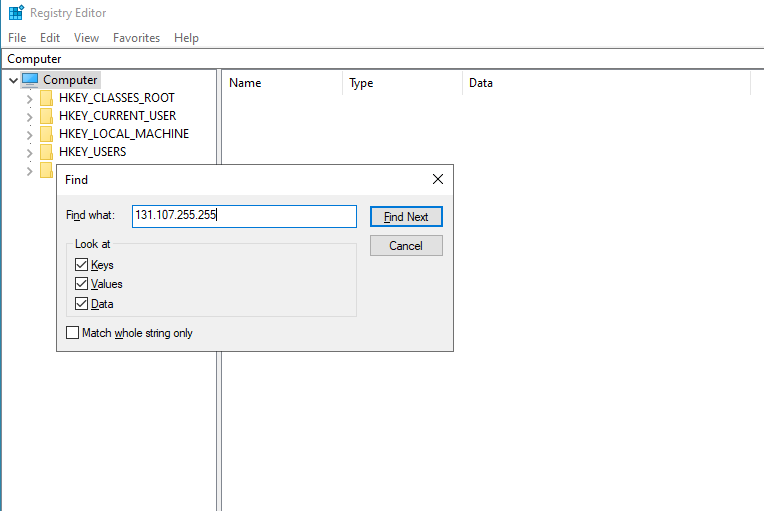 Registry Editor
File Edit View Favorites Help
Computer
Computer
Name Type Data
HKEY_CLASSES_ROOT
HKEY_CURRENT_USER
HKEY_LOCAL_MACHINE
HKEY_USERS
Find
Find what: 131.107.255.255 Find Next
Cancel
Look at
Keys
Values
Data
Match whole string only